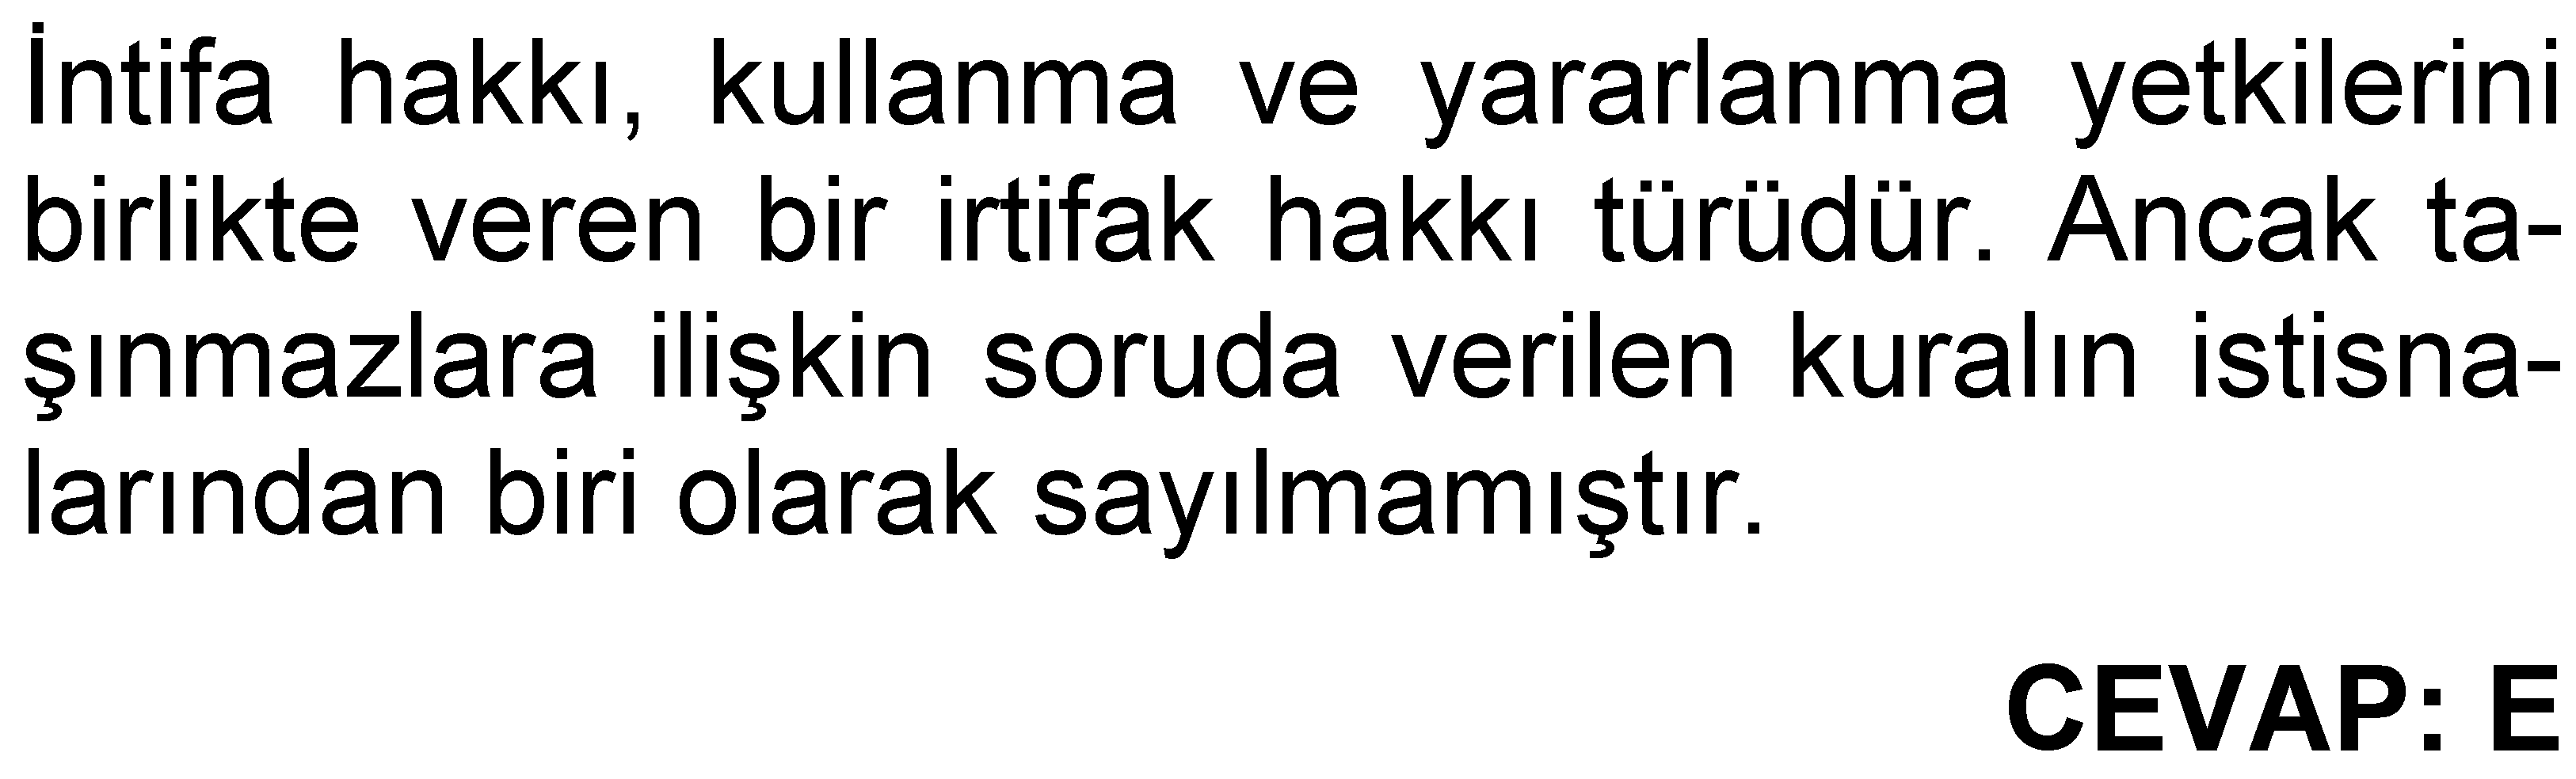 İntifa hakkı, kullanma ve yararlanma yetkilerini
birlikte veren bir irtifak hakkı türüdür. Ancak ta-
şınmazlara ilişkin soruda verilen kuralın istisna-
larından biri olarak sayılmamıştır.
CEVAP: E